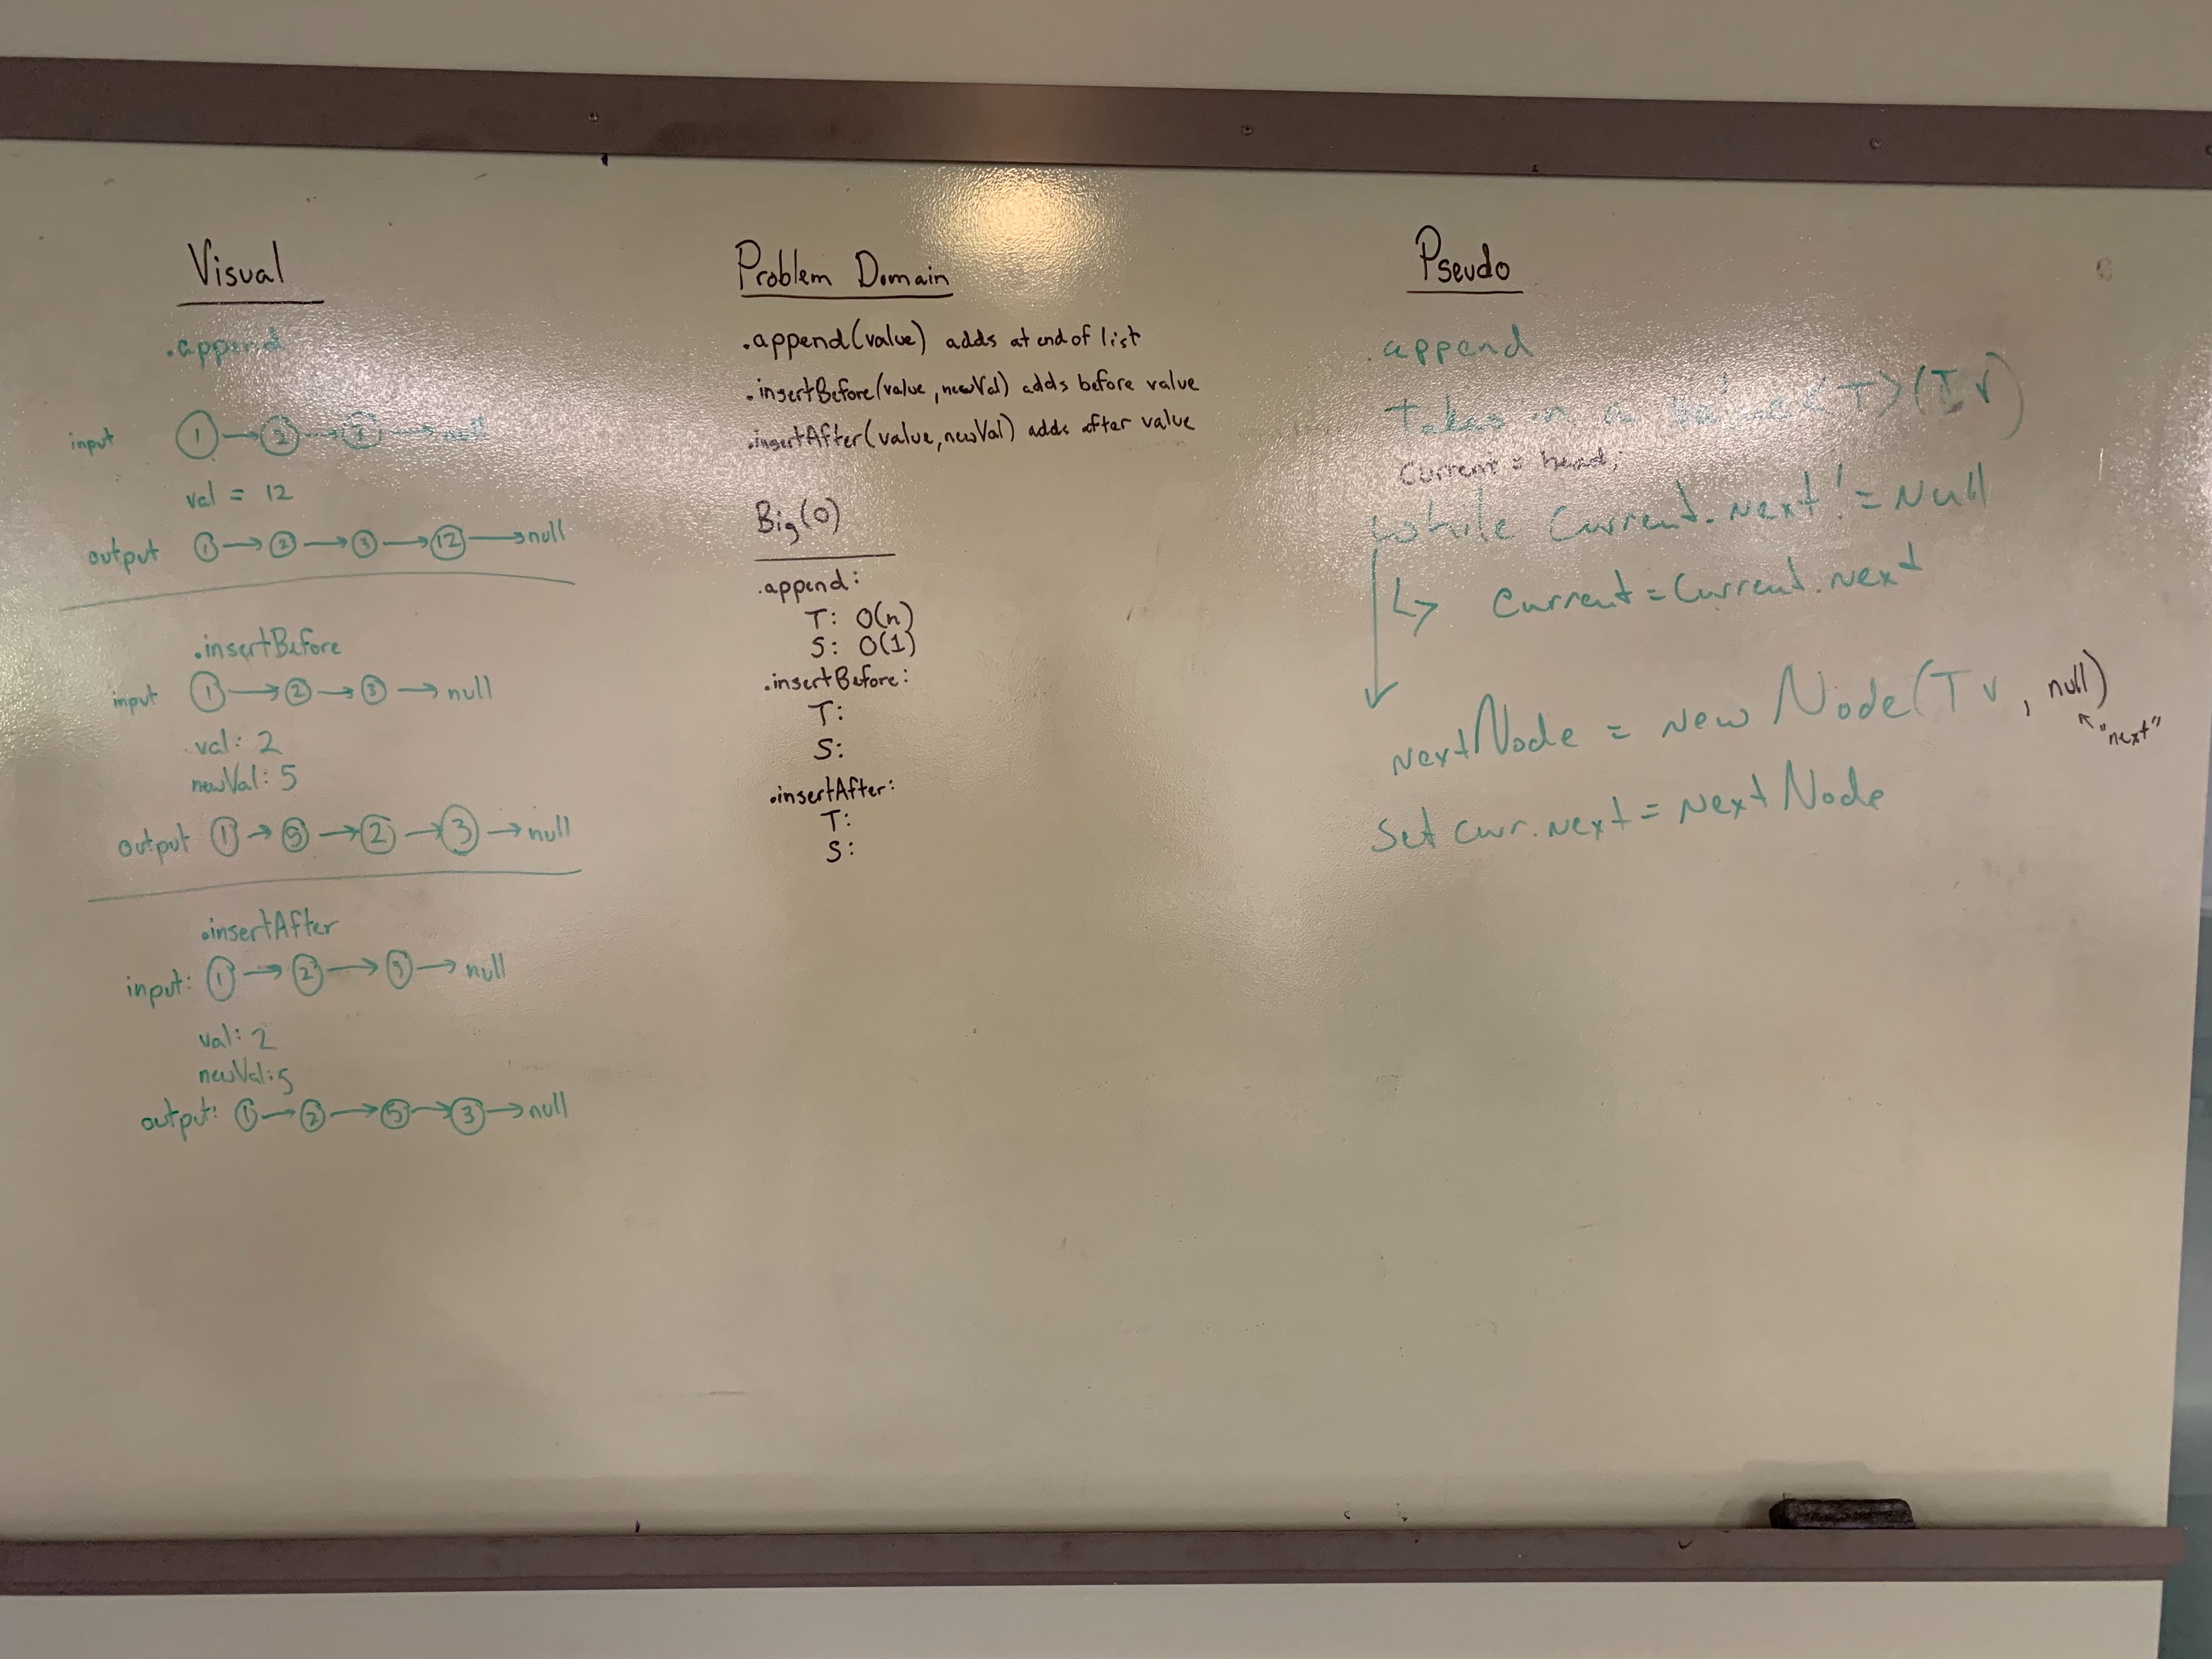 Visual
.append
input 1 → 2 → 3 → null
val = 12
output 1 → 2 → 3 → 12 → null
.insertBefore
input 1 → 2 → 3 → null
val: 2
newVal: 5
output 1 → 5 → 2 → 3 → null
.insertAfter
input: 1 → 2 → 3 → null
val: 2
newVal: 5
output: 1 → 2 → 5 → 3 → null
Problem Domain
.append(value) adds at end of list
.insertBefore(value, newVal) adds before value
.insertAfter(value, newVal) adds after value
Big(O)
.append:
T: O(n)
S: O(1)
.insertBefore:
T:
S:
.insertAfter:
T:
S:
Pseudo
.append
takes in a value <T>(T v)
Current = head;
while Current.next != Null
↳ Current = Current.next
nextNode = new Node(T v, null)
↖ "next"
Set curr.next = next Node